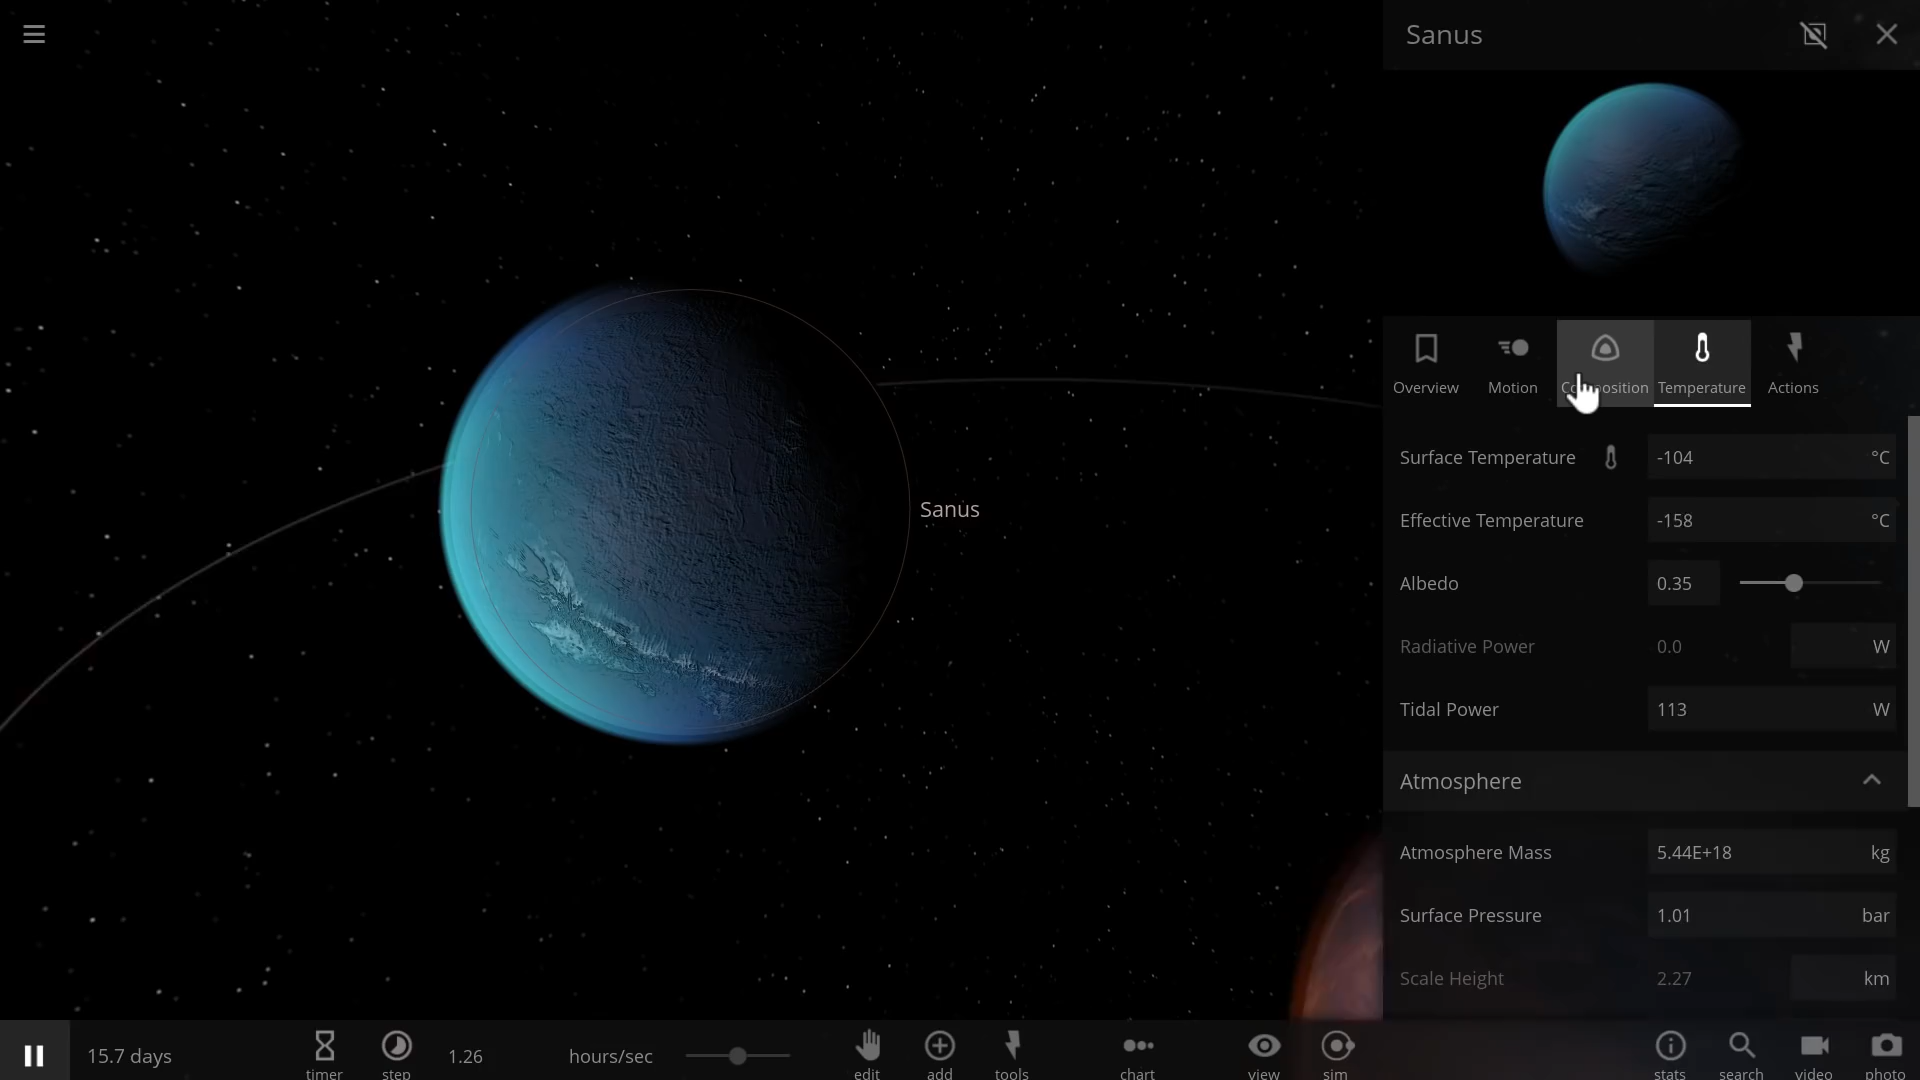 Sanus
Sanus
Overview
Motion
Composition
Temperature
Actions
Surface Temperature -104 °C
Effective Temperature -158 °C
Albedo 0.35
Radiative Power 0.0 W
Tidal Power 113 W
Atmosphere
Atmosphere Mass 5.44E+18 kg
Surface Pressure 1.01 bar
Scale Height 2.27 km
15.7 days
timer
step
1.26 hours/sec
edit
add
tools
chart
view
sim
stats
search
video
photo